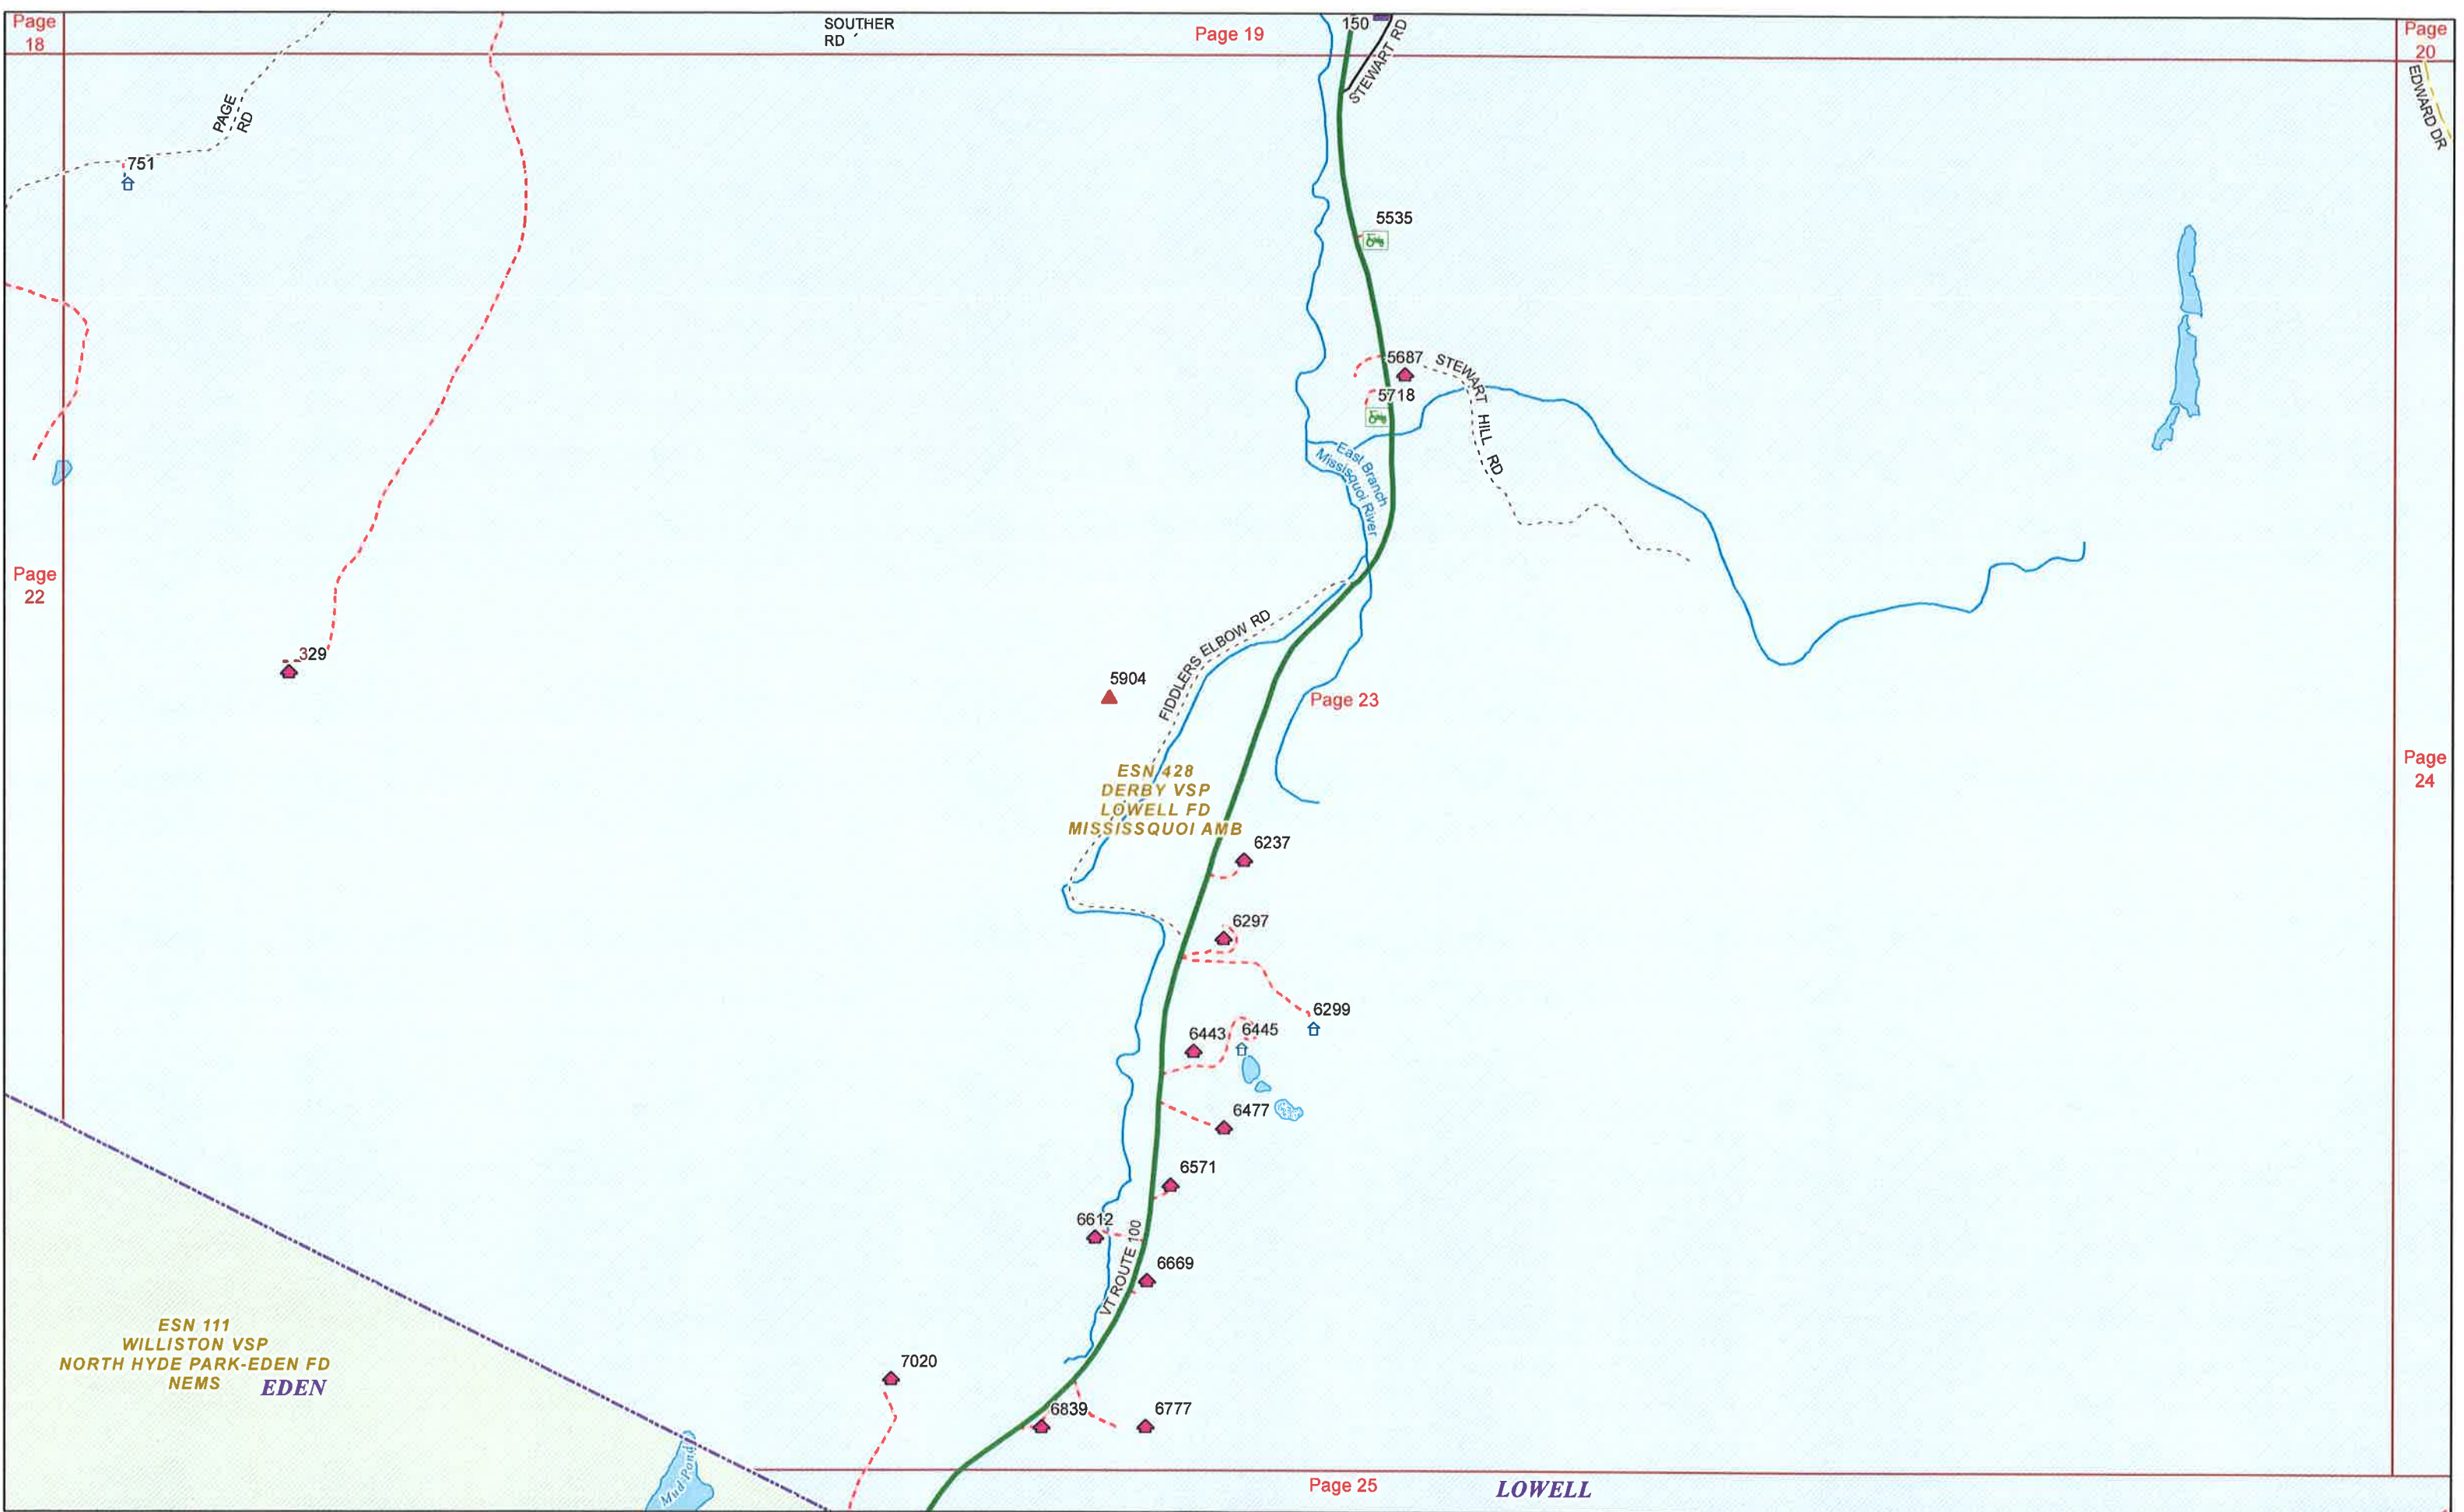 Page
18
SOUTHER
RD
Page 19
150
STEWART RD
Page
20
EDWARD DR
PAGE
RD
751
5535
5687
STEWART HILL RD
5718
East Branch
Missisquoi River
Page
22
FIDDLERS ELBOW RD
329
5904
Page 23
Page
24
ESN 428
DERBY VSP
LOWELL FD
MISSISSQUOI AMB
6237
6297
6299
6443
6445
6477
6571
6612
VT ROUTE 100
6669
ESN 111
WILLISTON VSP
NORTH HYDE PARK-EDEN FD
NEMS
EDEN
7020
6839
6777
Mud Pond
Page 25
LOWELL